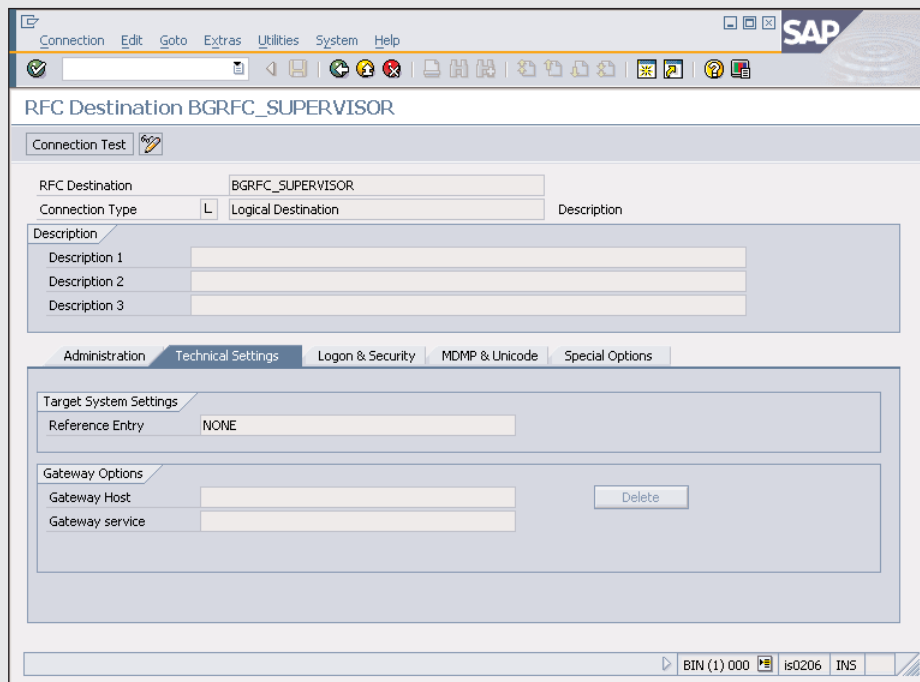 Connection Edit Goto Extras Utilities System Help
SAP
RFC Destination BGRFC_SUPERVISOR
Connection Test
RFC Destination BGRFC_SUPERVISOR
Connection Type L Logical Destination Description
Description
Description 1
Description 2
Description 3
Administration Technical Settings Logon & Security MDMP & Unicode Special Options
Target System Settings
Reference Entry NONE
Gateway Options
Gateway Host Delete
Gateway service
BIN (1) 000 is0206 INS